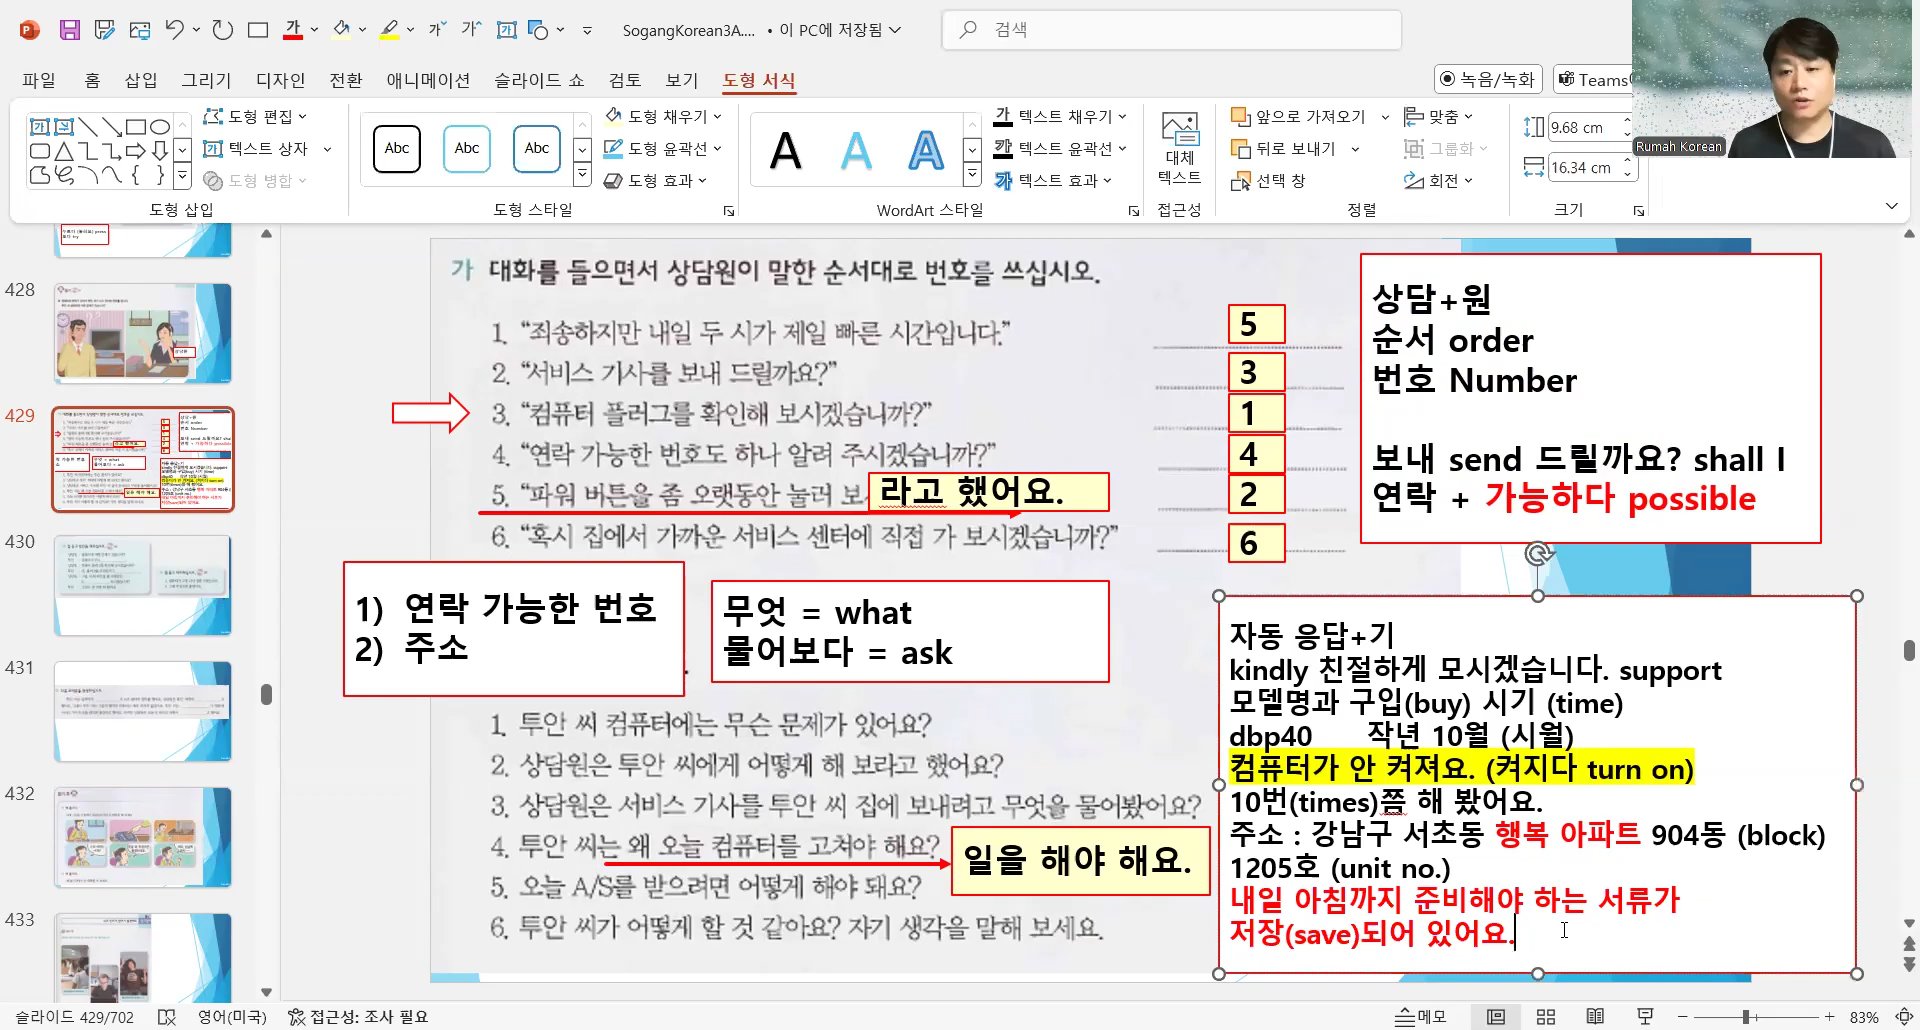 SogangKorean3A.... • 이 PC에 저장됨
검색
파일 홈 삽입 그리기 디자인 전환 애니메이션 슬라이드 쇼 검토 보기 도형 서식
녹음/녹화 Teams
도형 편집
텍스트 상자
도형 병합
도형 삽입
Abc Abc Abc
도형 채우기
도형 윤곽선
도형 효과
도형 스타일
A A A
텍스트 채우기
텍스트 윤곽선
텍스트 효과
WordArt 스타일
대체
텍스트
접근성
앞으로 가져오기
뒤로 보내기
선택 창
맞춤
그룹화
회전
정렬
9.68 cm
16.34 cm
크기
Rumah Korean
428
429
430
431
432
433
가 대화를 들으면서 상담원이 말한 순서대로 번호를 쓰십시오.
1. “죄송하지만 내일 두 시가 제일 빠른 시간입니다.” 5
2. “서비스 기사를 보내 드릴까요?” 3
3. “컴퓨터 플러그를 확인해 보시겠습니까?” 1
4. “연락 가능한 번호도 하나 알려 주시겠습니까?” 4
5. “파워 버튼을 좀 오랫동안 눌러 보 라고 했어요. 2
6. “혹시 집에서 가까운 서비스 센터에 직접 가 보시겠습니까?” 6
상담+원
순서 order
번호 Number
보내 send 드릴까요? shall I
연락 + 가능하다 possible
1) 연락 가능한 번호
2) 주소
무엇 = what
물어보다 = ask
1. 투안 씨 컴퓨터에는 무슨 문제가 있어요?
2. 상담원은 투안 씨에게 어떻게 해 보라고 했어요?
3. 상담원은 서비스 기사를 투안 씨 집에 보내려고 무엇을 물어봤어요?
4. 투안 씨는 왜 오늘 컴퓨터를 고쳐야 해요? 일을 해야 해요.
5. 오늘 A/S를 받으려면 어떻게 해야 돼요?
6. 투안 씨가 어떻게 할 것 같아요? 자기 생각을 말해 보세요.
자동 응답+기
kindly 친절하게 모시겠습니다. support
모델명과 구입(buy) 시기 (time)
dbp40 작년 10월 (시월)
컴퓨터가 안 켜져요. (켜지다 turn on)
10번(times)쯤 해 봤어요.
주소 : 강남구 서초동 행복 아파트 904동 (block)
1205호 (unit no.)
내일 아침까지 준비해야 하는 서류가
저장(save)되어 있어요.
슬라이드 429/702 영어(미국) 접근성: 조사 필요
메모 83%